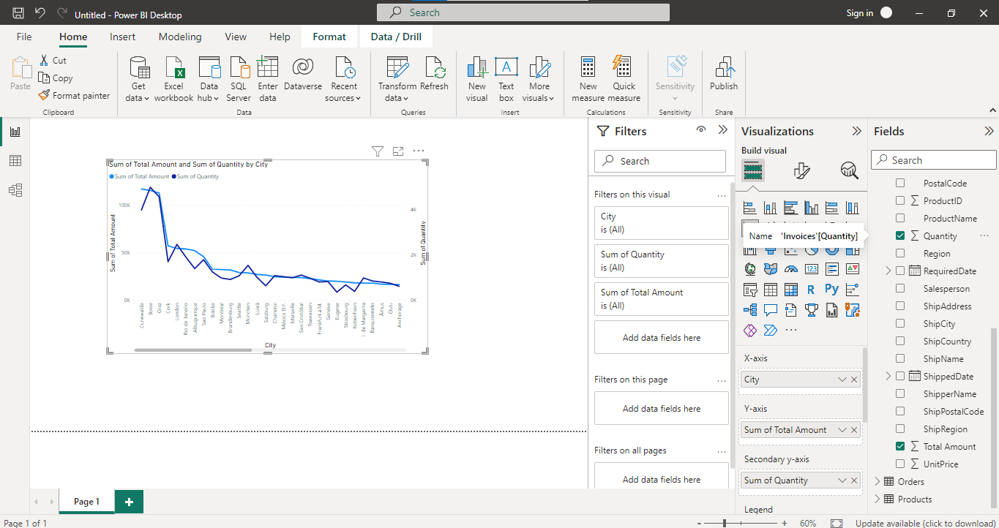 Untitled - Power BI Desktop
Search
Sign in
File
Home
Insert
Modeling
View
Help
Format
Data / Drill
Paste
Cut
Copy
Format painter
Clipboard
Get data
Excel workbook
Data hub
SQL Server
Enter data
Dataverse
Recent sources
Data
Transform data
Refresh
Queries
New visual
Text box
More visuals
Insert
New measure
Quick measure
Calculations
Sensitivity
Sensitivity
Publish
Share
Sum of Total Amount and Sum of Quantity by City
Sum of Total Amount
Sum of Quantity
Sum of Total Amount
100K
50K
0K
4K
2K
0K
Sum of Quantity
Cunewalde
Boise
Graz
Cork
London
Rio de Janeiro
Albuquerque
Sao Paulo
Bräcke
Montréal
Brandenburg
Seattle
München
Luleå
Salzburg
Charleroi
México D.F.
Marseille
San Cristóbal
Tsawassen
Frankfurt a.M.
Genève
Eugene
Strasbourg
Kobenhavn
I. de Margarita
Barquisimeto
Århus
Oulu
Anchorage
City
Filters
Search
Filters on this visual
City
is (All)
Sum of Quantity
is (All)
Sum of Total Amount
is (All)
Add data fields here
Filters on this page
Add data fields here
Filters on all pages
Add data fields here
Visualizations
Build visual
Name 'Invoices'[Quantity]
123
R
Py
X-axis
City
Y-axis
Sum of Total Amount
Secondary y-axis
Sum of Quantity
Legend
Fields
Search
PostalCode
ProductID
ProductName
Quantity
Region
RequiredDate
Salesperson
ShipAddress
ShipCity
ShipCountry
ShipName
ShippedDate
ShipperName
ShipPostalCode
ShipRegion
Total Amount
UnitPrice
Orders
Products
Page 1
Page 1 of 1
60%
Update available (click to download)